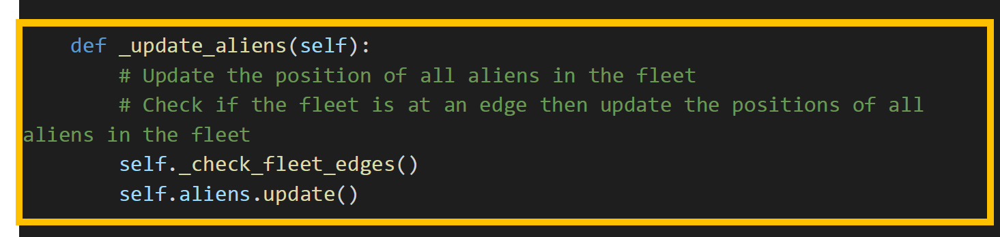 def _update_aliens(self):
# Update the position of all aliens in the fleet
# Check if the fleet is at an edge then update the positions of all
aliens in the fleet
self._check_fleet_edges()
self.aliens.update()